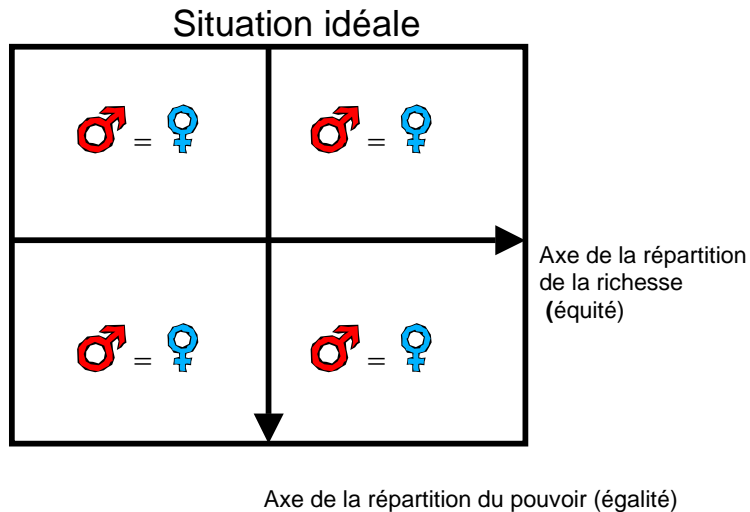 Situation idéale
♂ = ♀
♂ = ♀
Axe de la répartition
de la richesse
(équité)
♂ = ♀
♂ = ♀
Axe de la répartition du pouvoir (égalité)